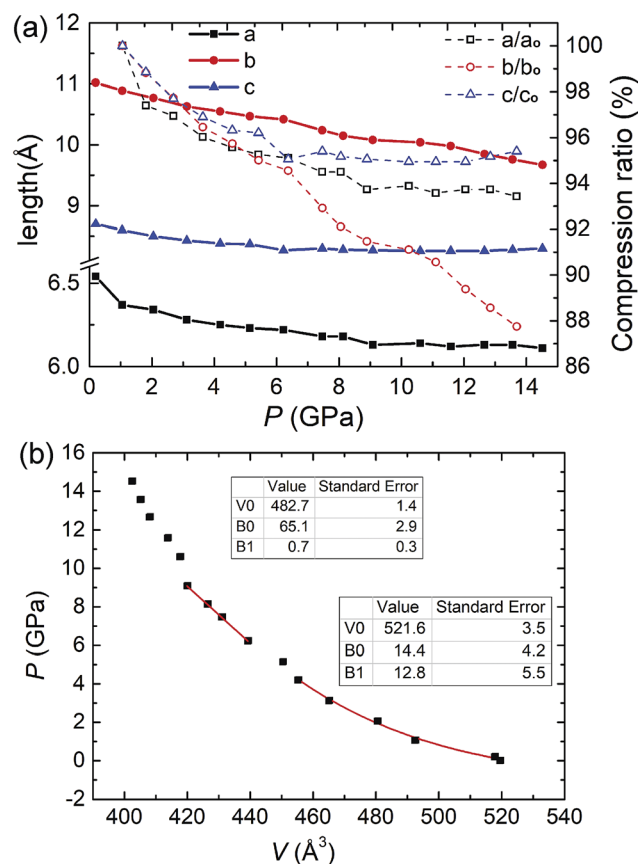 (a)
12
11
10
9
6.5
6.0
length(Å)
a
b
c
a/a₀
b/b₀
c/c₀
100
98
96
94
92
90
88
86
Compression ratio (%)
0 2 4 6 8 10 12 14
P (GPa)
(b)
16
14
12
10
8
6
4
2
0
-2
P (GPa)
Value Standard Error
V0 482.7 1.4
B0 65.1 2.9
B1 0.7 0.3
Value Standard Error
V0 521.6 3.5
B0 14.4 4.2
B1 12.8 5.5
400 420 440 460 480 500 520 540
V (Å³)